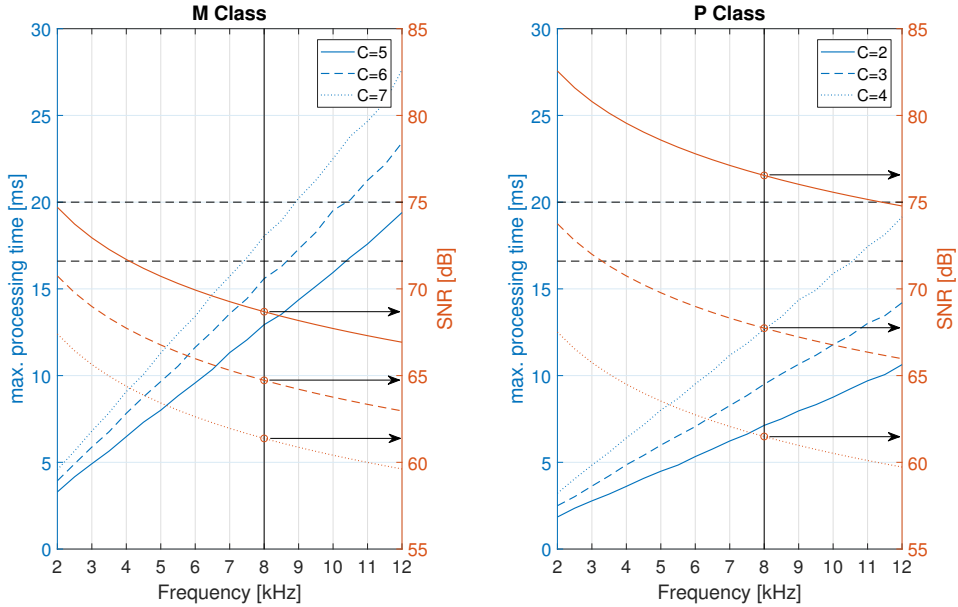 M Class
30
25
20
15
10
5
0
max. processing time [ms]
C=5
C=6
C=7
85
80
75
70
65
60
55
SNR [dB]
2 3 4 5 6 7 8 9 10 11 12
Frequency [kHz]
P Class
30
25
20
15
10
5
0
max. processing time [ms]
C=2
C=3
C=4
85
80
75
70
65
60
55
SNR [dB]
2 3 4 5 6 7 8 9 10 11 12
Frequency [kHz]